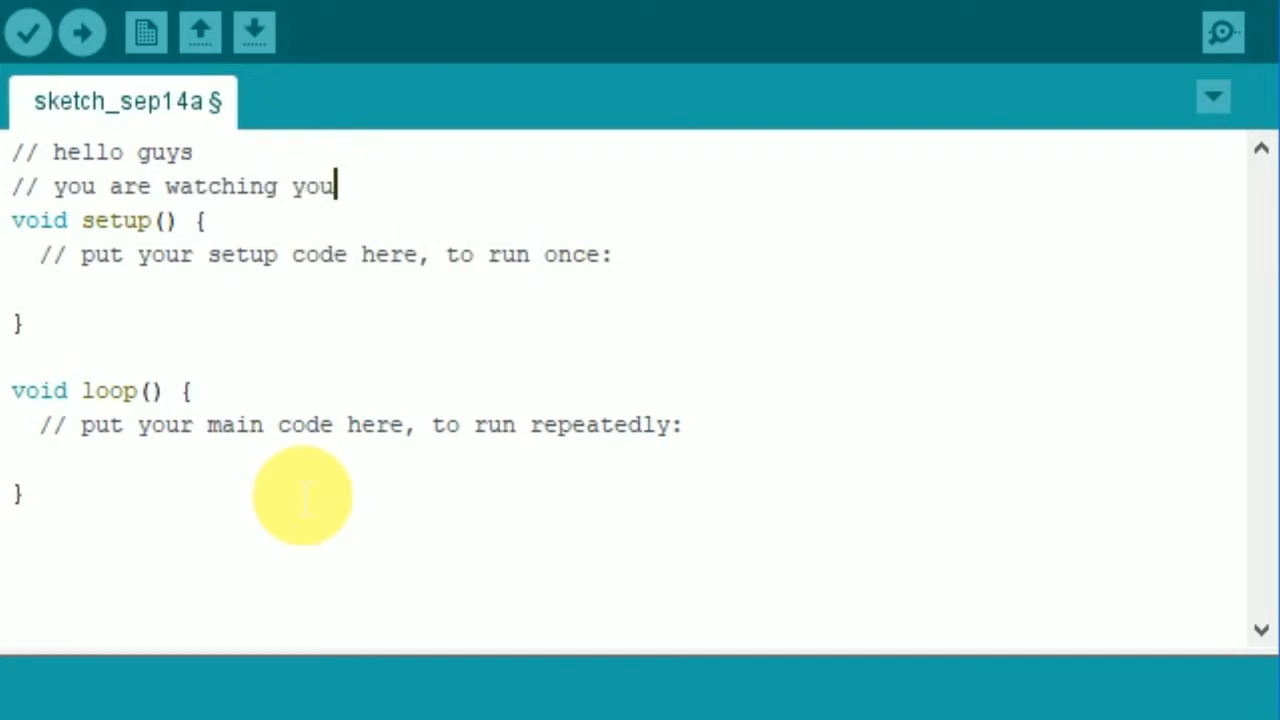 sketch_sep14a §
// hello guys
// you are watching you
void setup() {
  // put your setup code here, to run once:
}
void loop() {
  // put your main code here, to run repeatedly:
}